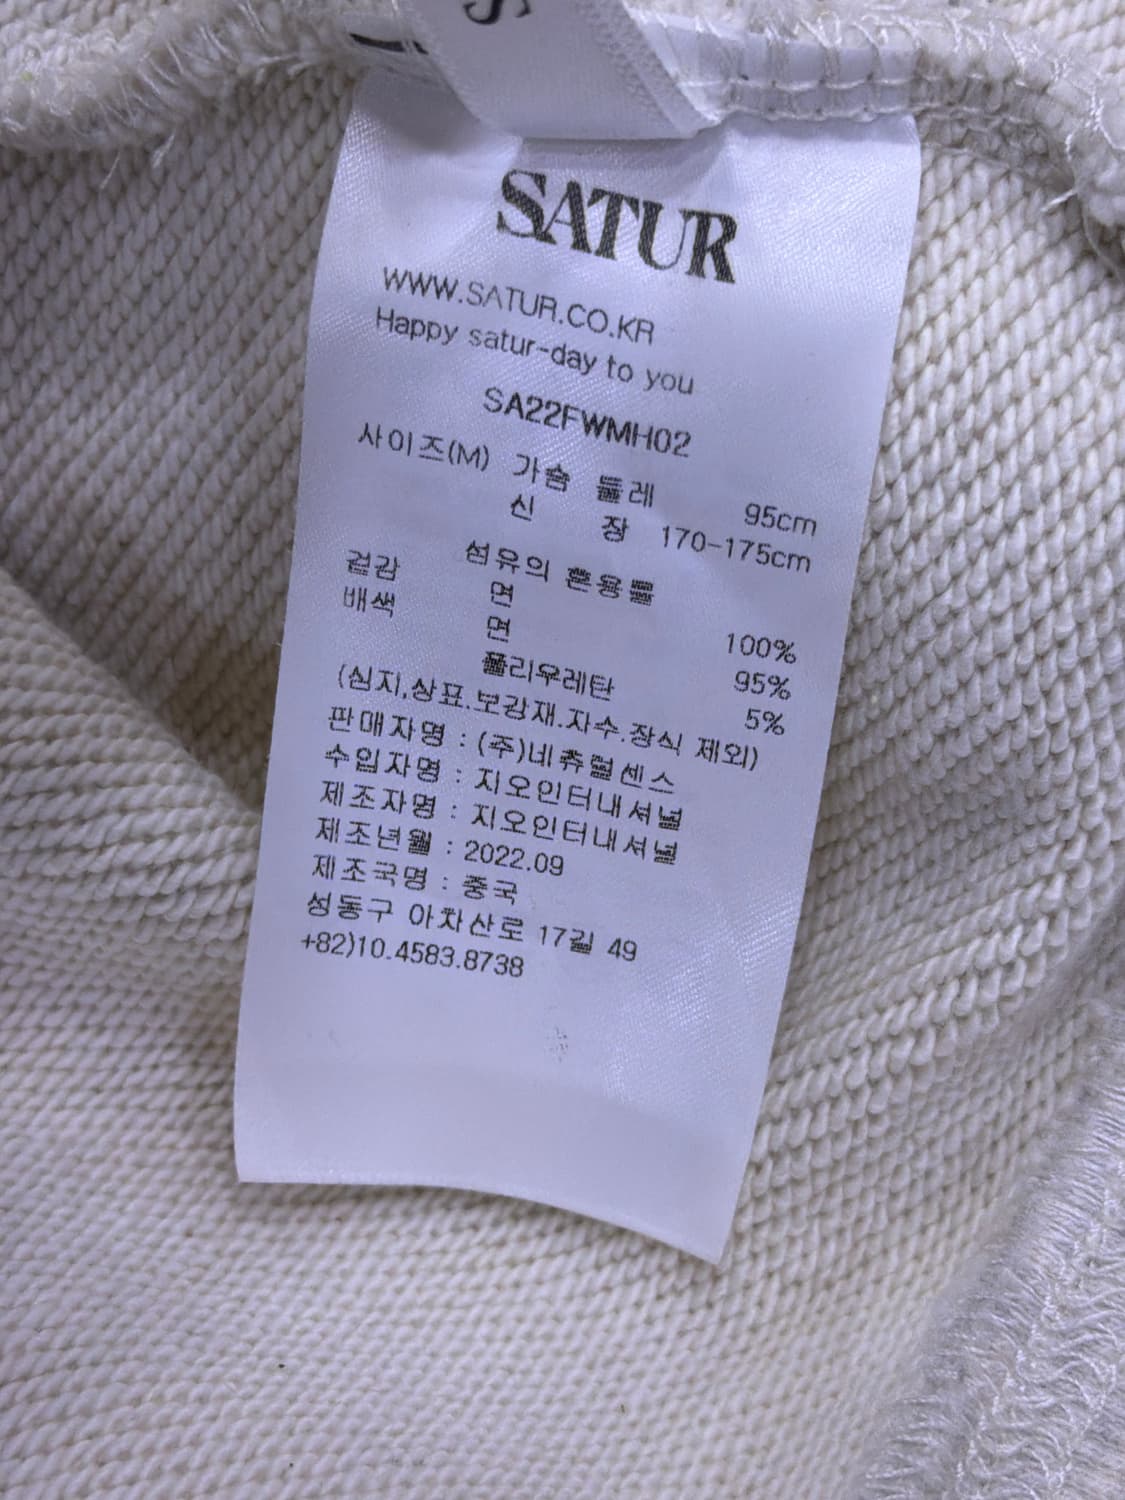 SATUR
WWW.SATUR.CO.KR
Happy satur-day to you
SA22FWMH02
사이즈(M) 가슴 둘레 95cm
신 장 170-175cm
섬유의 혼용률
겉감 면 100%
배색 면 95%
폴리우레탄 5%
(심지,상표.보강재.자수.장식 제외)
판매자명 : (주)네츄럴센스
수입자명 : 지오인터내셔널
제조자명 : 지오인터내셔널
제조년월 : 2022.09
제조국명 : 중국
성동구 아차산로 17길 49
+82)10.4583.8738